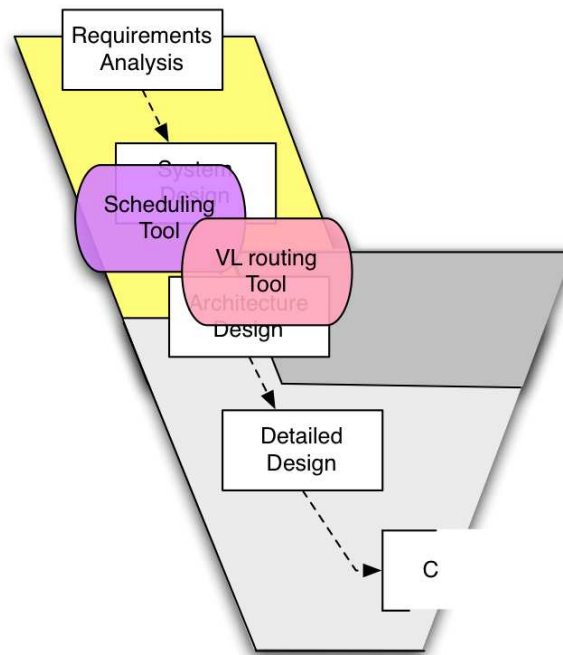 Requirements
Analysis
System
Design
Scheduling
Tool
VL routing
Tool
Architecture
Design
Detailed
Design
C